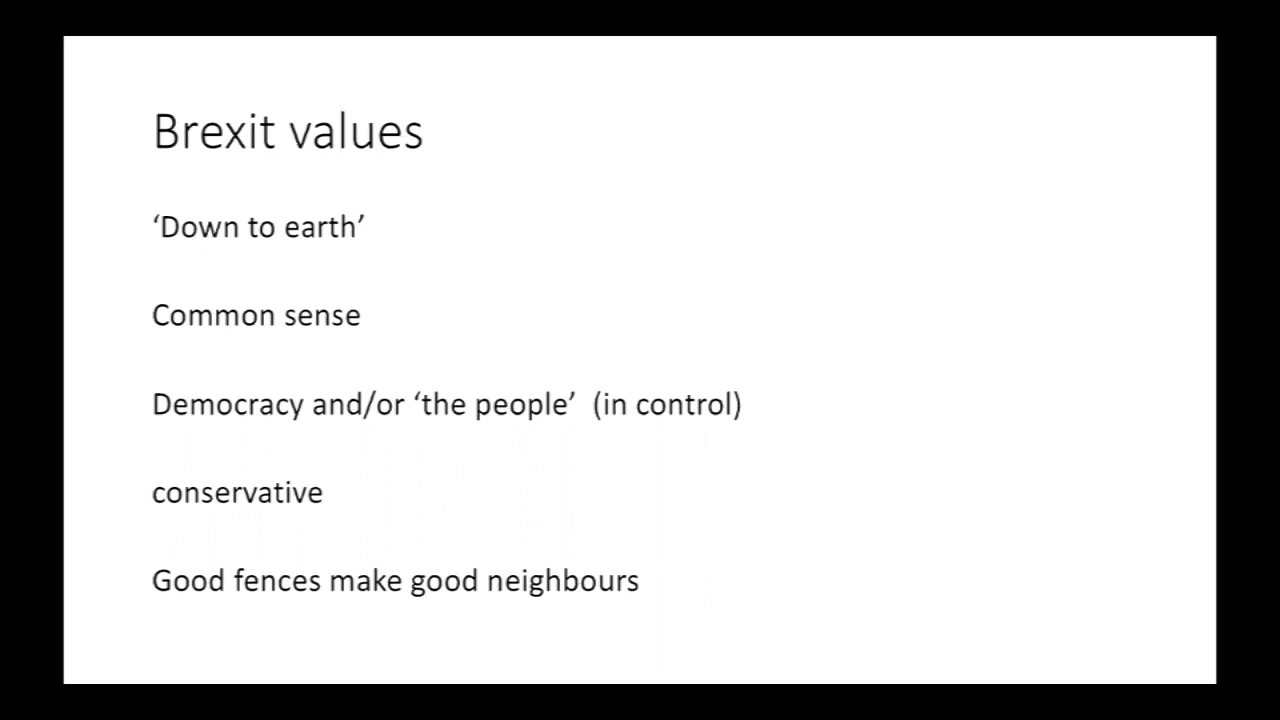 Brexit values
‘Down to earth’
Common sense
Democracy and/or ‘the people’  (in control)
conservative
Good fences make good neighbours